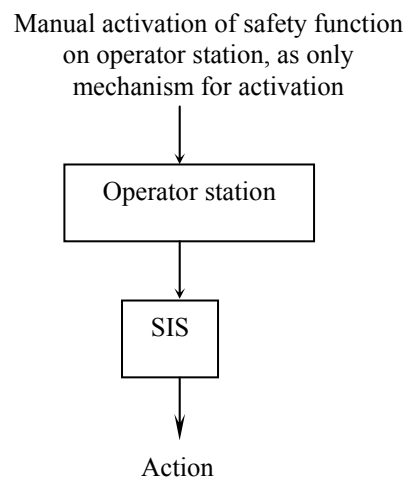 Manual activation of safety function
on operator station, as only
mechanism for activation
Operator station
SIS
Action